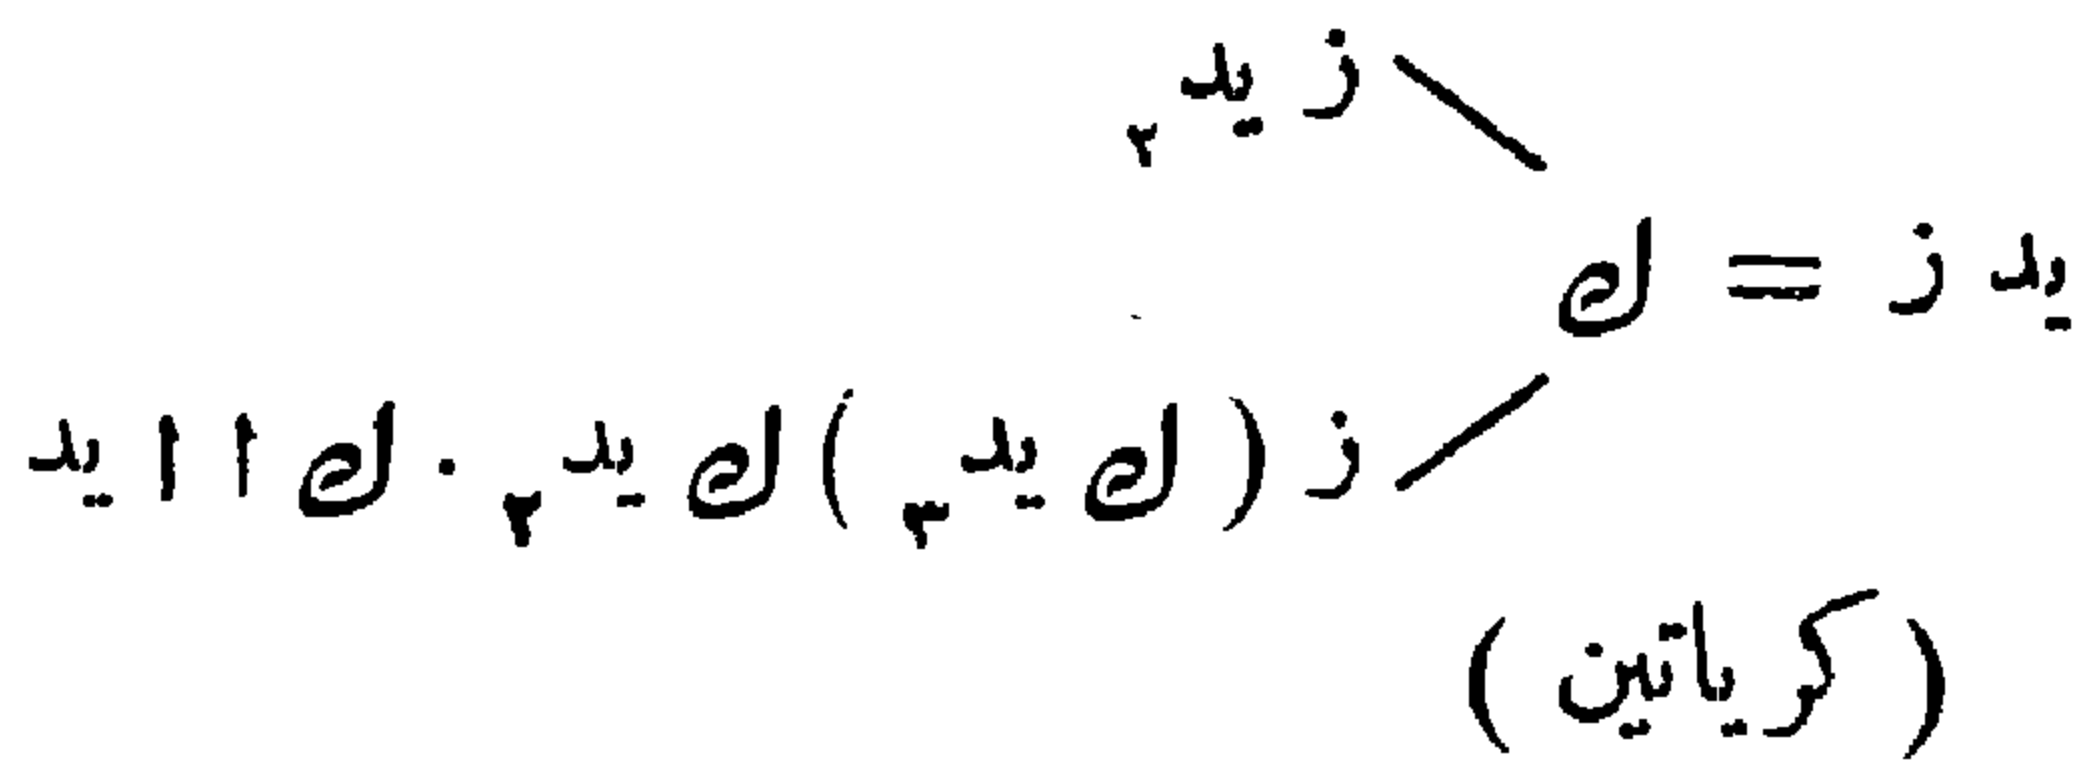 ز يد٢
يد ز = ك
ز (ك يد٣) ك يد٢ . ك ا ا يد
(كرياتين)